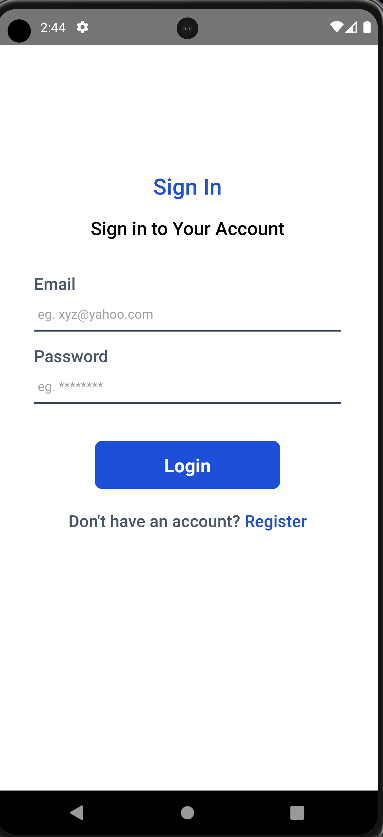 2:44
Sign In
Sign in to Your Account
Email
eg. xyz@yahoo.com
Password
eg. ********
Login
Don't have an account? Register